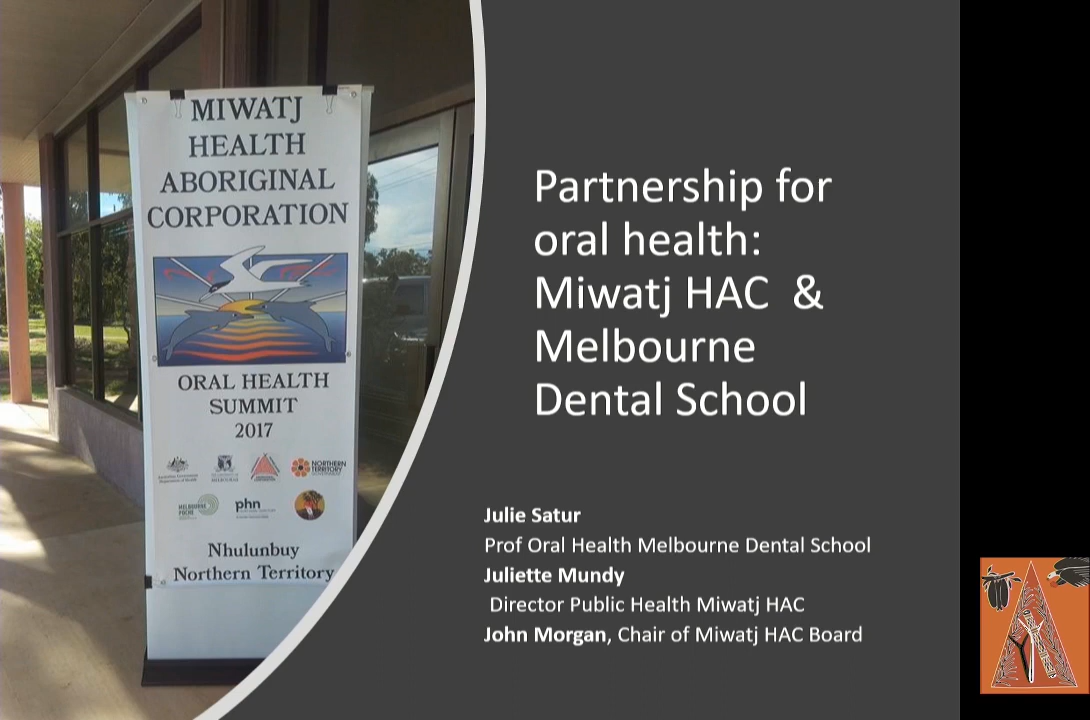 MIWATJ
HEALTH
ABORIGINAL
CORPORATION
ORAL HEALTH
SUMMIT
2017
NORTHERN
TERRITORY
phn
Nhulunbuy
Northern Territory
Partnership for
oral health:
Miwatj HAC &
Melbourne
Dental School
Julie Satur
Prof Oral Health Melbourne Dental School
Juliette Mundy
Director Public Health Miwatj HAC
John Morgan, Chair of Miwatj HAC Board